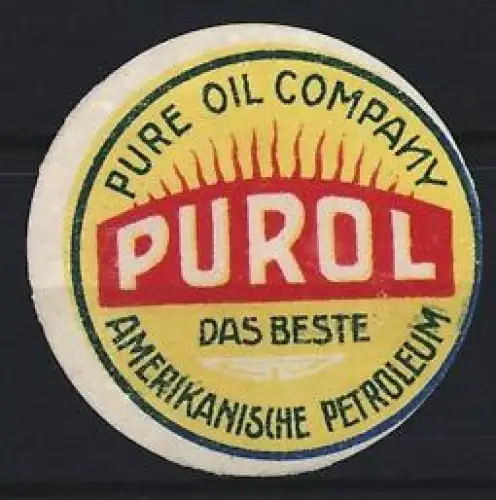 PURE OIL COMPANY
PUROL
DAS BESTE
AMERIKANISCHE PETROLEUM